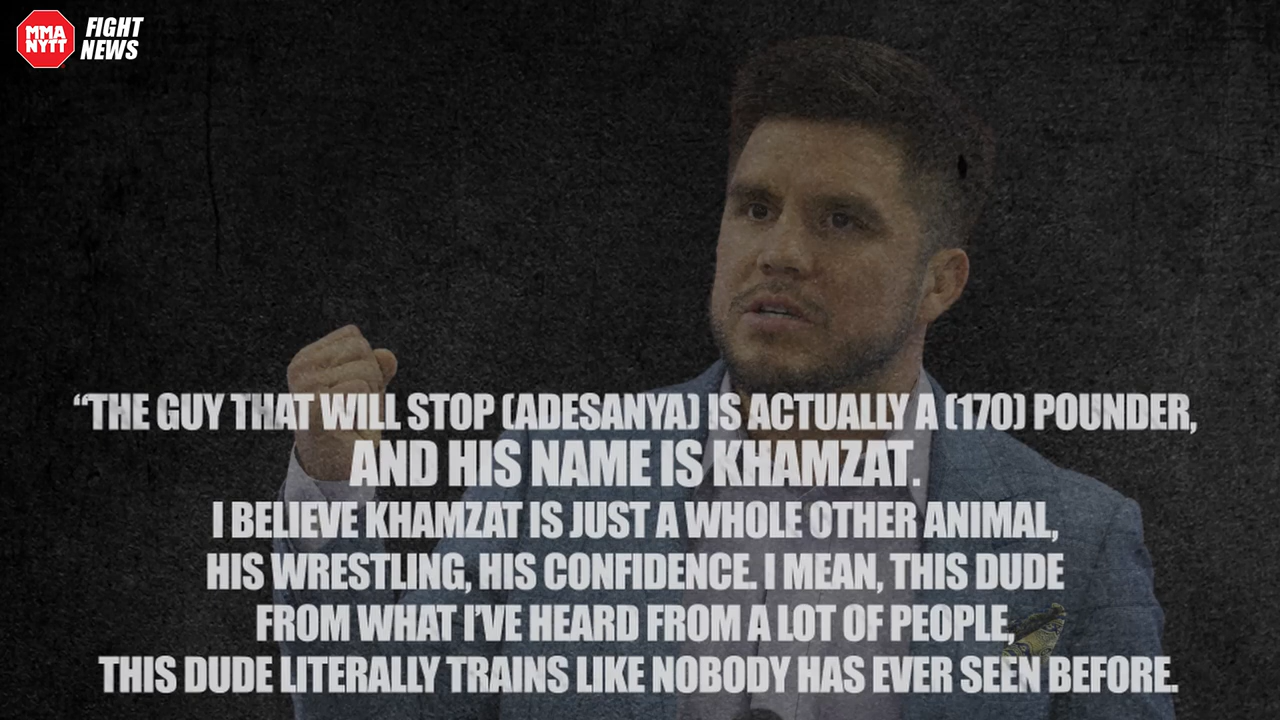 MMA
NYTT
FIGHT
NEWS
“THE GUY THAT WILL STOP (ADESANYA) IS ACTUALLY A (170) POUNDER,
AND HIS NAME IS KHAMZAT.
I BELIEVE KHAMZAT IS JUST A WHOLE OTHER ANIMAL,
HIS WRESTLING, HIS CONFIDENCE. I MEAN, THIS DUDE
FROM WHAT I’VE HEARD FROM A LOT OF PEOPLE,
THIS DUDE LITERALLY TRAINS LIKE NOBODY HAS EVER SEEN BEFORE.